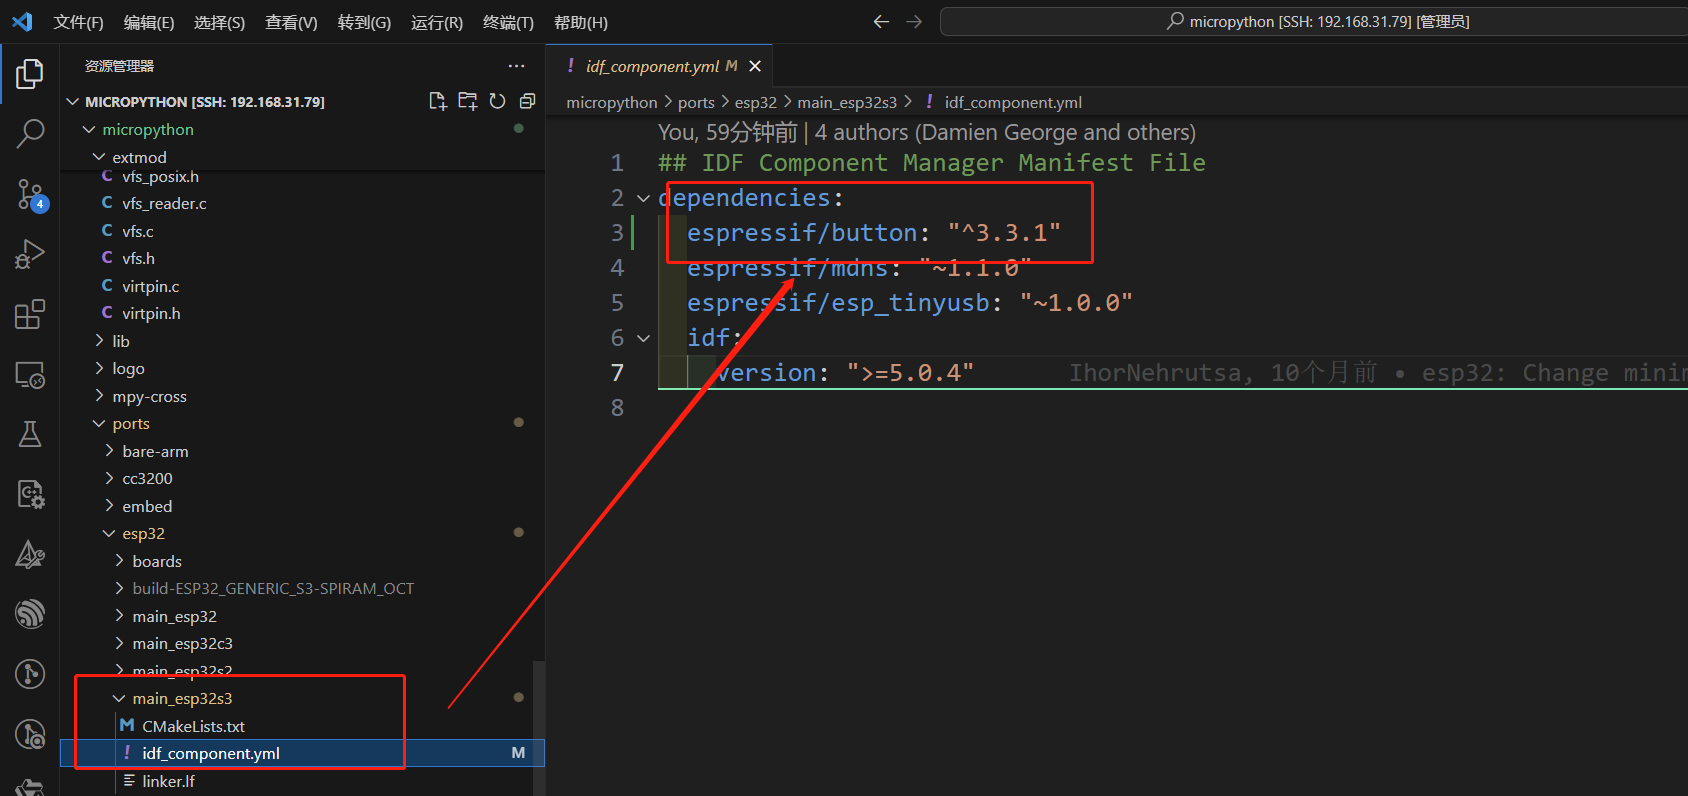 文件(F) 编辑(E) 选择(S) 查看(V) 转到(G) 运行(R) 终端(T) 帮助(H)
micropython [SSH: 192.168.31.79] [管理员]
资源管理器
MICROPYTHON [SSH: 192.168.31.79]
micropython
extmod
C vfs_posix.h
C vfs_reader.c
C vfs.c
C vfs.h
C virtpin.c
C virtpin.h
lib
logo
mpy-cross
ports
bare-arm
cc3200
embed
esp32
boards
build-ESP32_GENERIC_S3-SPIRAM_OCT
main_esp32
main_esp32c3
main_esp32s2
main_esp32s3
M CMakeLists.txt
! idf_component.yml M
linker.lf
4
! idf_component.yml M
micropython > ports > esp32 > main_esp32s3 > ! idf_component.yml
You, 59分钟前 | 4 authors (Damien George and others)
1 ## IDF Component Manager Manifest File
2 dependencies:
3 espressif/button: "^3.3.1"
4 espressif/mdns: "~1.1.0"
5 espressif/esp_tinyusb: "~1.0.0"
6 idf:
7 version: ">=5.0.4" IhorNehrutsa, 10个月前 • esp32: Change minin
8